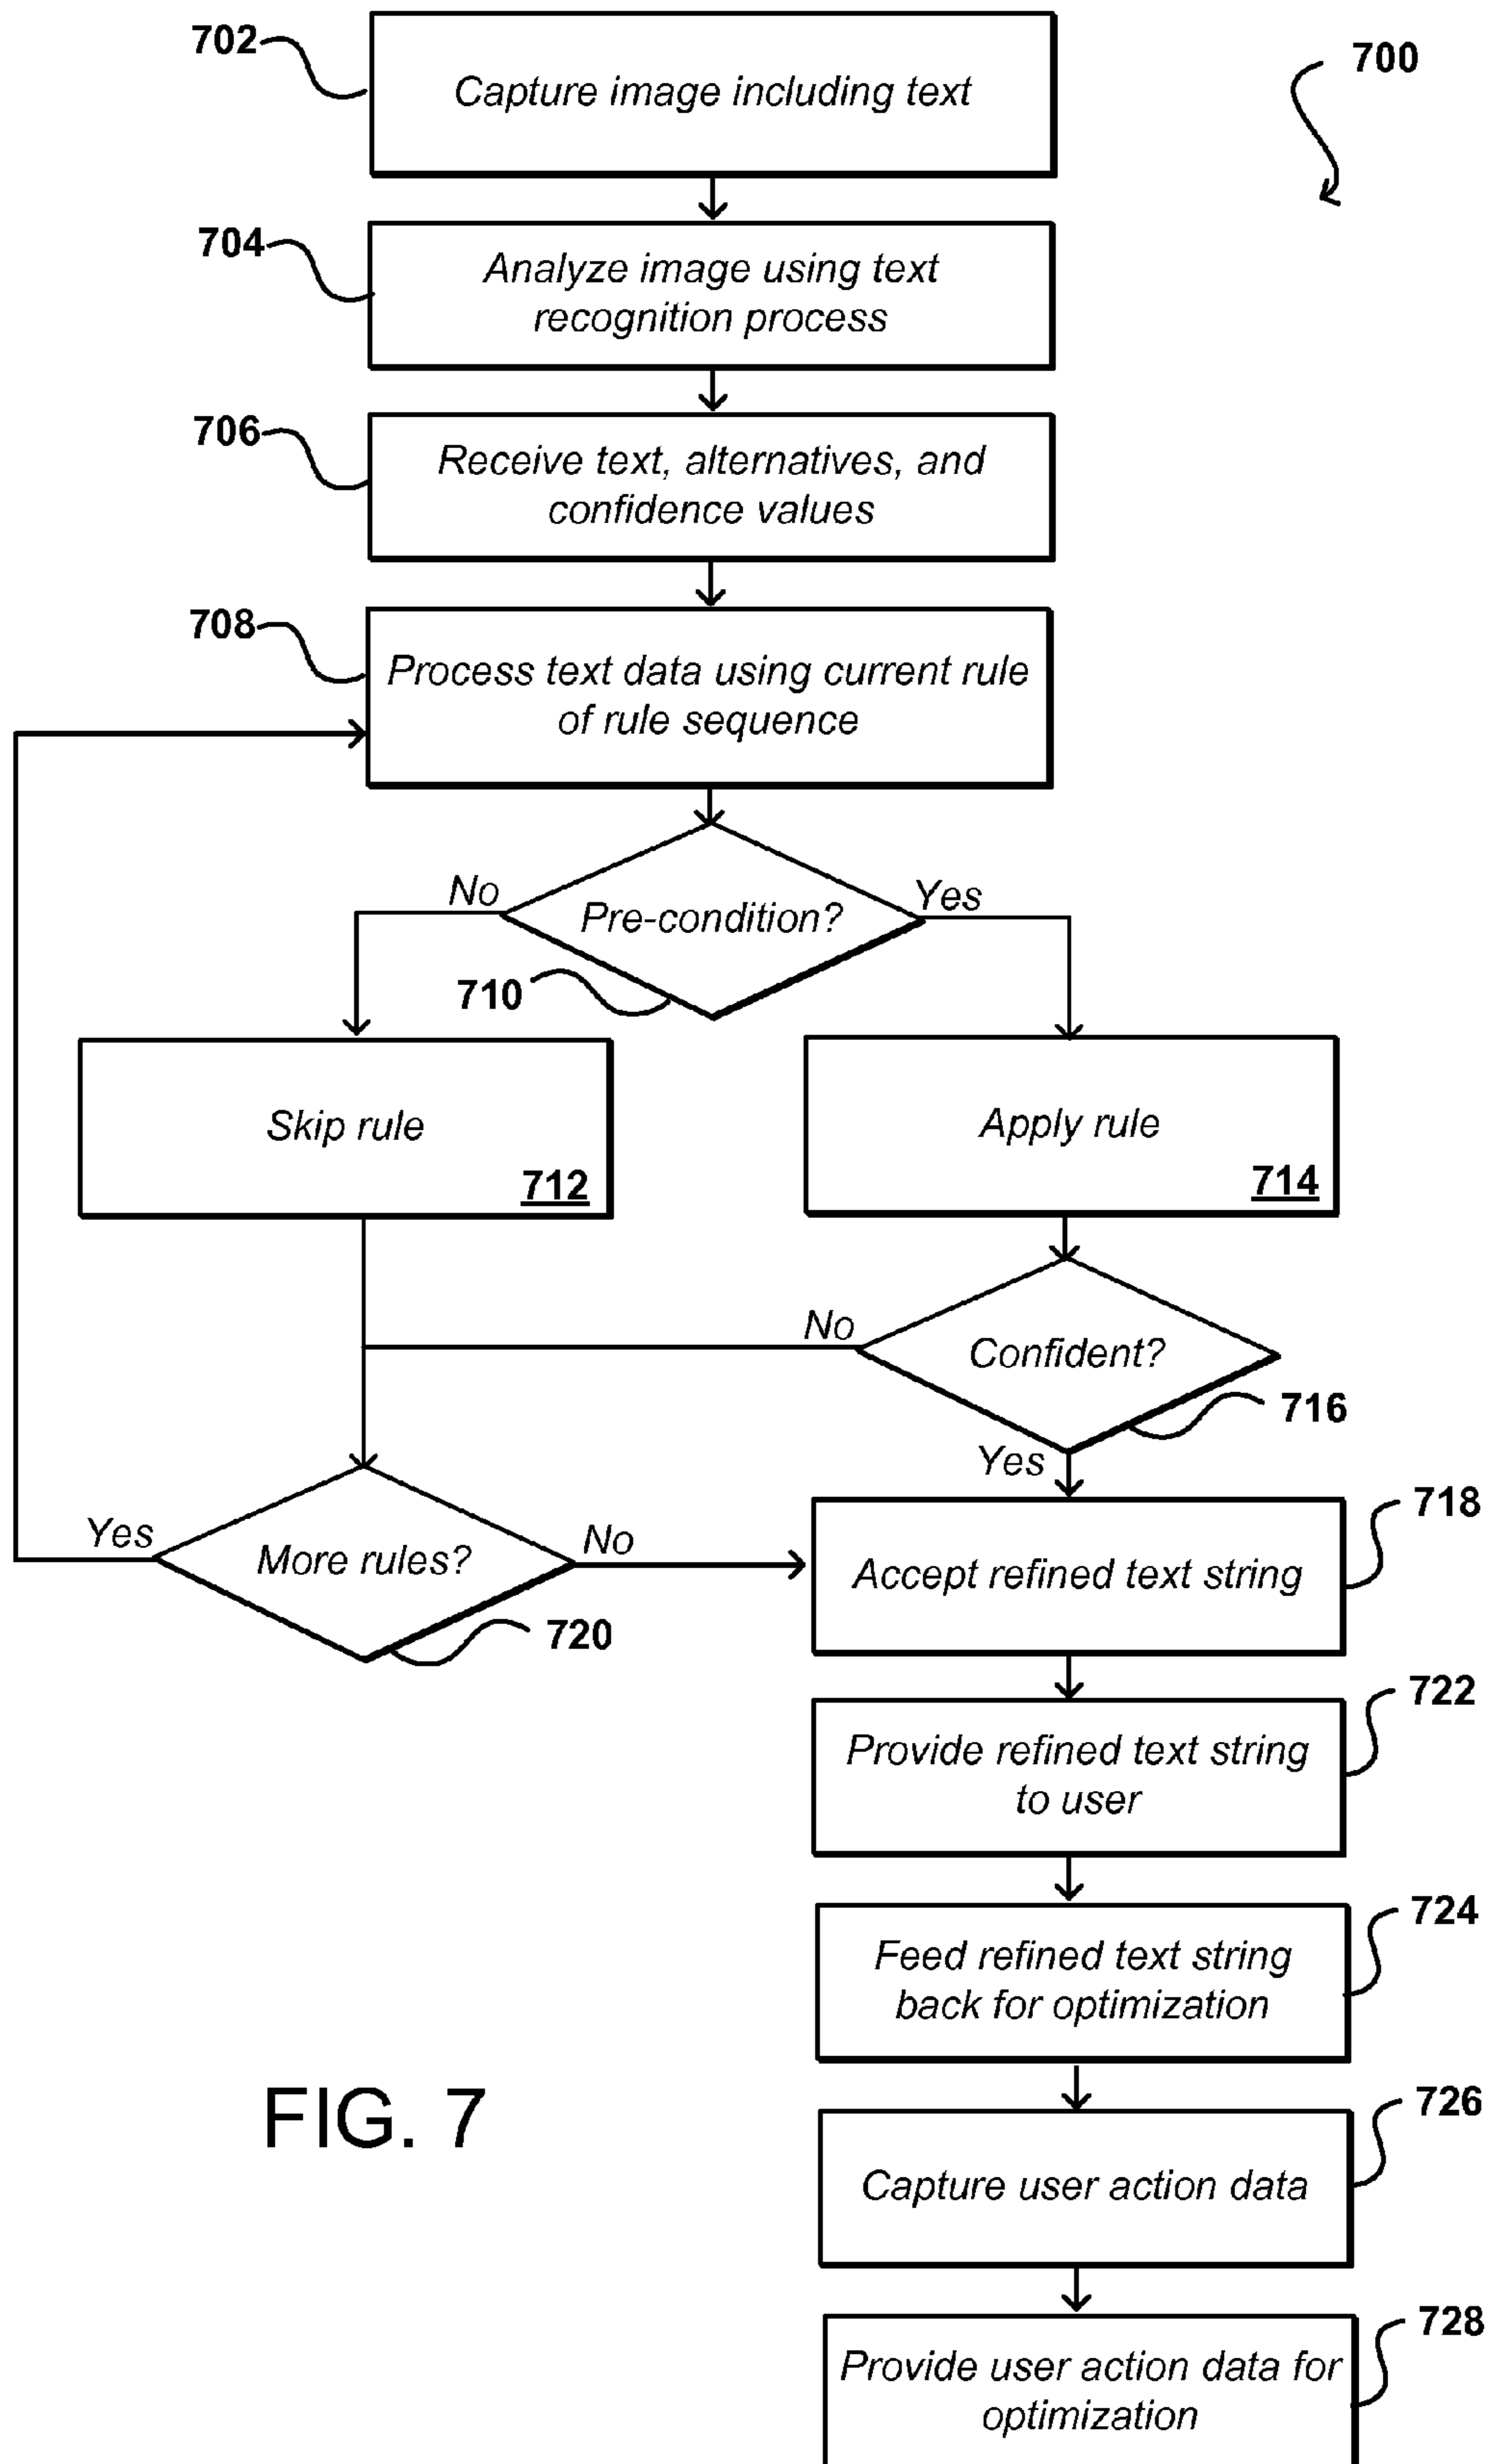 702
Capture image including text
700
704
Analyze image using text
recognition process
706
Receive text, alternatives, and
confidence values
708
Process text data using current rule
of rule sequence
No
Pre-condition?
Yes
710
Skip rule
712
Apply rule
714
No
Confident?
716
Yes
Yes
More rules?
No
720
718
Accept refined text string
722
Provide refined text string
to user
724
Feed refined text string
back for optimization
726
Capture user action data
728
Provide user action data for
optimization
FIG. 7